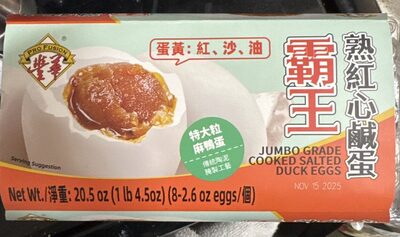 PRO FUSION
豐華
蛋黃:紅、沙、油
霸王
熟紅心鹹蛋
特大粒
麻鴨蛋
傳統陶泥
醃製工藝
JUMBO GRADE
COOKED SALTED
DUCK EGGS
NOV 15 2025
Serving Suggestion
Net Wt./淨重: 20.5 oz (1 lb 4.5oz) (8-2.6 oz eggs/個)